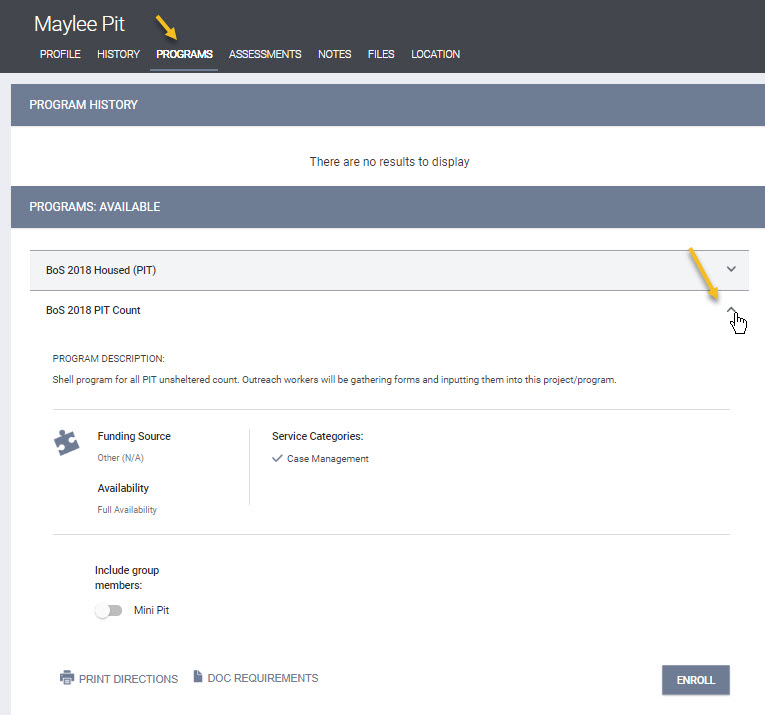 Maylee Pit
PROFILE HISTORY PROGRAMS ASSESSMENTS NOTES FILES LOCATION
PROGRAM HISTORY
There are no results to display
PROGRAMS: AVAILABLE
BoS 2018 Housed (PIT)
BoS 2018 PIT Count
PROGRAM DESCRIPTION:
Shell program for all PIT unsheltered count. Outreach workers will be gathering forms and inputting them into this project/program.
Funding Source
Other (N/A)
Availability
Full Availability
Service Categories:
Case Management
Include group
members:
Mini Pit
PRINT DIRECTIONS DOC REQUIREMENTS ENROLL